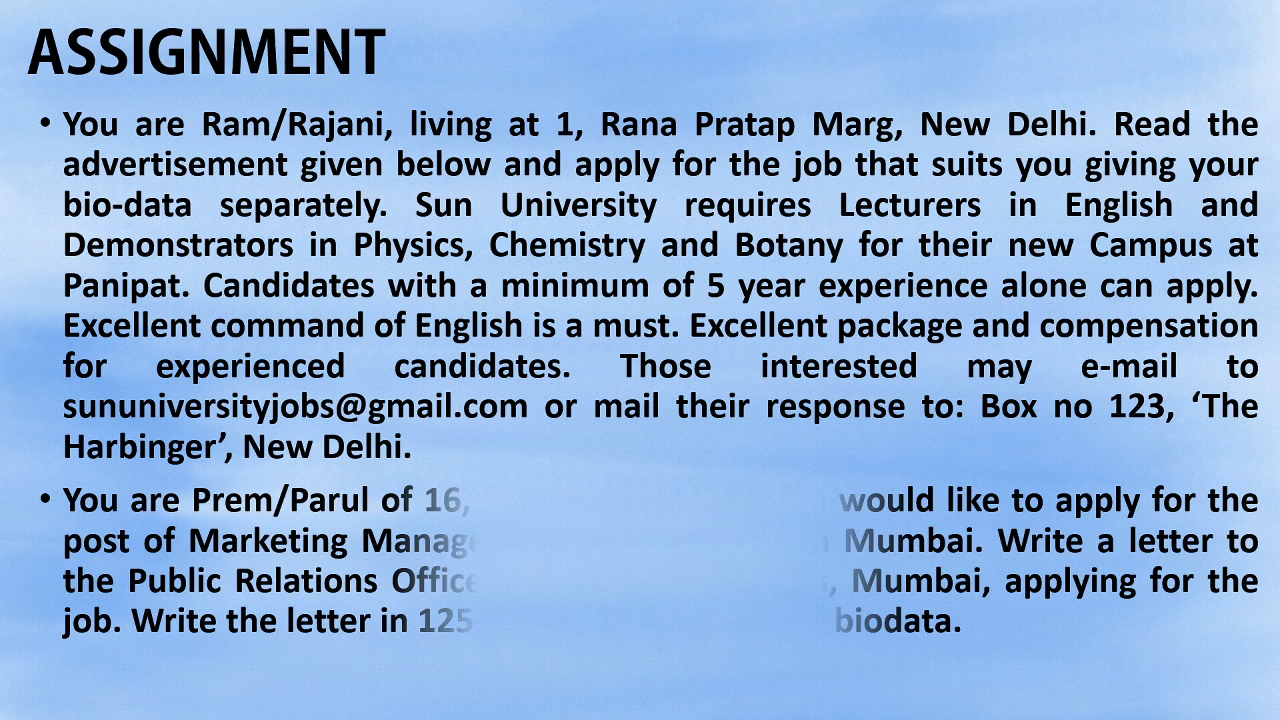 ASSIGNMENT
• You are Ram/Rajani, living at 1, Rana Pratap Marg, New Delhi. Read the
advertisement given below and apply for the job that suits you giving your
bio-data separately. Sun University requires Lecturers in English and
Demonstrators in Physics, Chemistry and Botany for their new Campus at
Panipat. Candidates with a minimum of 5 year experience alone can apply.
Excellent command of English is a must. Excellent package and compensation
for experienced candidates. Those interested may e-mail to
sununiversityjobs@gmail.com or mail their response to: Box no 123, ‘The
Harbinger’, New Delhi.
• You are Prem/Parul of 16, would like to apply for the
post of Marketing Mumbai. Write a letter to
the Public Relations Mumbai, applying for the
job. Write the letter in biodata.